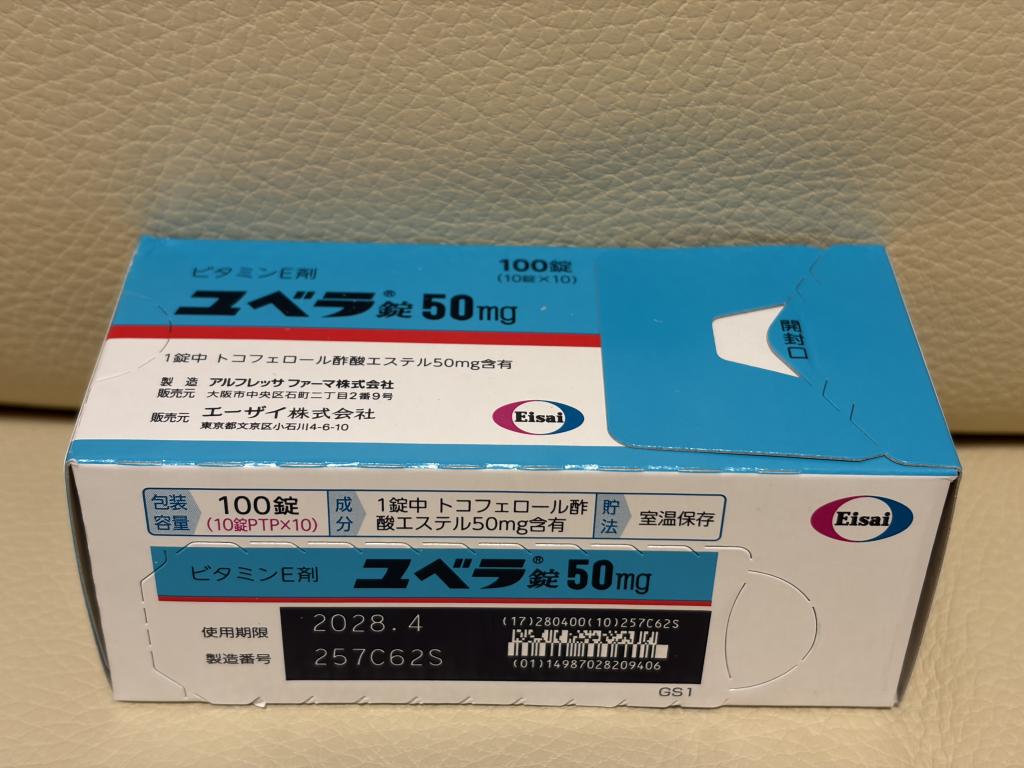 ビタミンE剤
100錠
(10錠×10)
ユベラ®錠 50mg
開封口
1錠中 トコフェロール酢酸エステル50mg含有
製造販売元 アルフレッサ ファーマ株式会社
大阪市中央区石町二丁目2番9号
販売元 エーザイ株式会社
東京都文京区小石川4-6-10
Eisai
包装容量 100錠 (10錠PTP×10)
成分 1錠中 トコフェロール酢酸エステル50mg含有
貯法 室温保存
Eisai
ビタミンE剤 ユベラ®錠 50mg
使用期限 2028.4
製造番号 257C62S
(17)280400(10)257C62S
(01)14987028209406
GS1